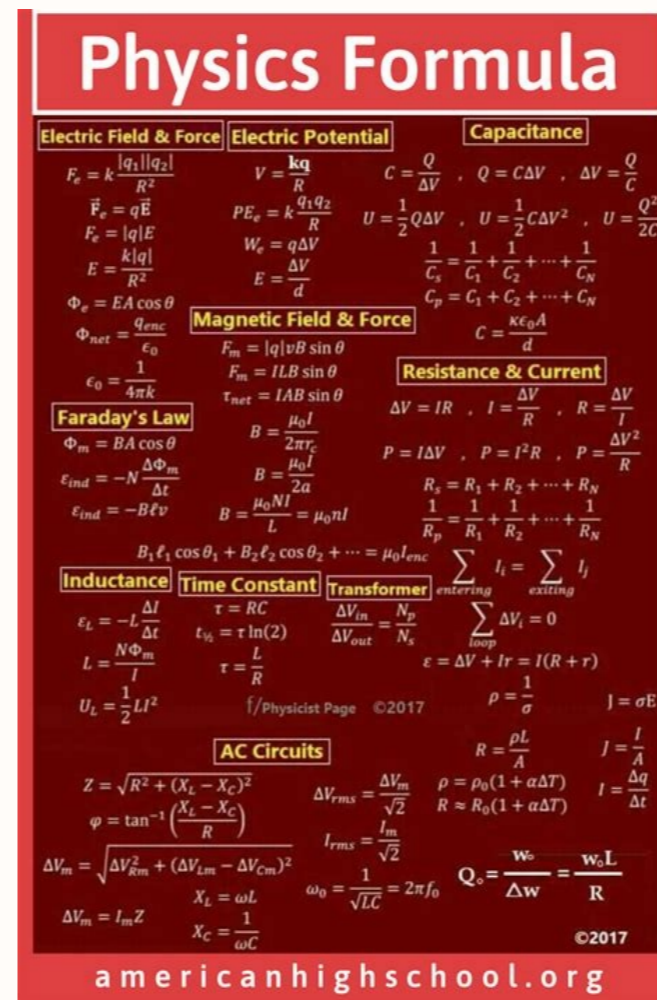 Physics Formula
Electric Field & Force
F_e = k |q_1||q_2| / R^2
F⃗_e = qE⃗
F_e = |q|E
E = k|q| / R^2
Φ_e = EA cos θ
Φ_net = q_enc / ϵ_0
ϵ_0 = 1 / 4πk
Electric Potential
V = kq / R
PE_e = k q_1q_2 / R
W_e = qΔV
E = ΔV / d
Capacitance
C = Q / ΔV , Q = CΔV , ΔV = Q / C
U = 1/2 QΔV , U = 1/2 CΔV^2 , U = Q^2 / 2C
1/C_s = 1/C_1 + 1/C_2 + ⋯ + 1/C_N
C_p = C_1 + C_2 + ⋯ + C_N
C = κϵ_0A / d
Magnetic Field & Force
F_m = |q|vB sin θ
F_m = ILB sin θ
τ_net = IAB sin θ
B = μ_0I / 2πr_c
B = μ_0I / 2a
B = μ_0NI / L = μ_0nI
B_1ℓ_1 cos θ_1 + B_2ℓ_2 cos θ_2 + ⋯ = μ_0I_enc
Faraday's Law
Φ_m = BA cos θ
ε_ind = −N ΔΦ_m / Δt
ε_ind = −Bℓv
Resistance & Current
ΔV = IR , I = ΔV / R , R = ΔV / I
P = IΔV , P = I^2R , P = ΔV^2 / R
R_s = R_1 + R_2 + ⋯ + R_N
1/R_p = 1/R_1 + 1/R_2 + ⋯ + 1/R_N
∑ entering I_i = ∑ exiting I_j
∑ loop ΔV_i = 0
ε = ΔV + Ir = I(R + r)
ρ = 1 / σ
J = σE
R = ρL / A
J = I / A
ρ = ρ_0(1 + αΔT)
R ≈ R_0(1 + αΔT)
I = Δq / Δt
Inductance
ε_L = −L ΔI / Δt
L = NΦ_m / I
U_L = 1/2 LI^2
Time Constant
τ = RC
t_½ = τ ln(2)
τ = L / R
Transformer
ΔV_in / ΔV_out = N_p / N_s
f/Physicist Page ©2017
AC Circuits
Z = √(R^2 + (X_L − X_C)^2)
φ = tan^−1 ((X_L − X_C) / R)
ΔV_m = √(ΔV_Rm^2 + (ΔV_Lm − ΔV_Cm)^2)
X_L = ωL
ΔV_m = I_mZ
X_C = 1 / ωC
ΔV_rms = ΔV_m / √2
I_rms = I_m / √2
ω_0 = 1 / √LC = 2πf_0
Q_o = w_o / Δw = w_oL / R
©2017
americanhighschool.org